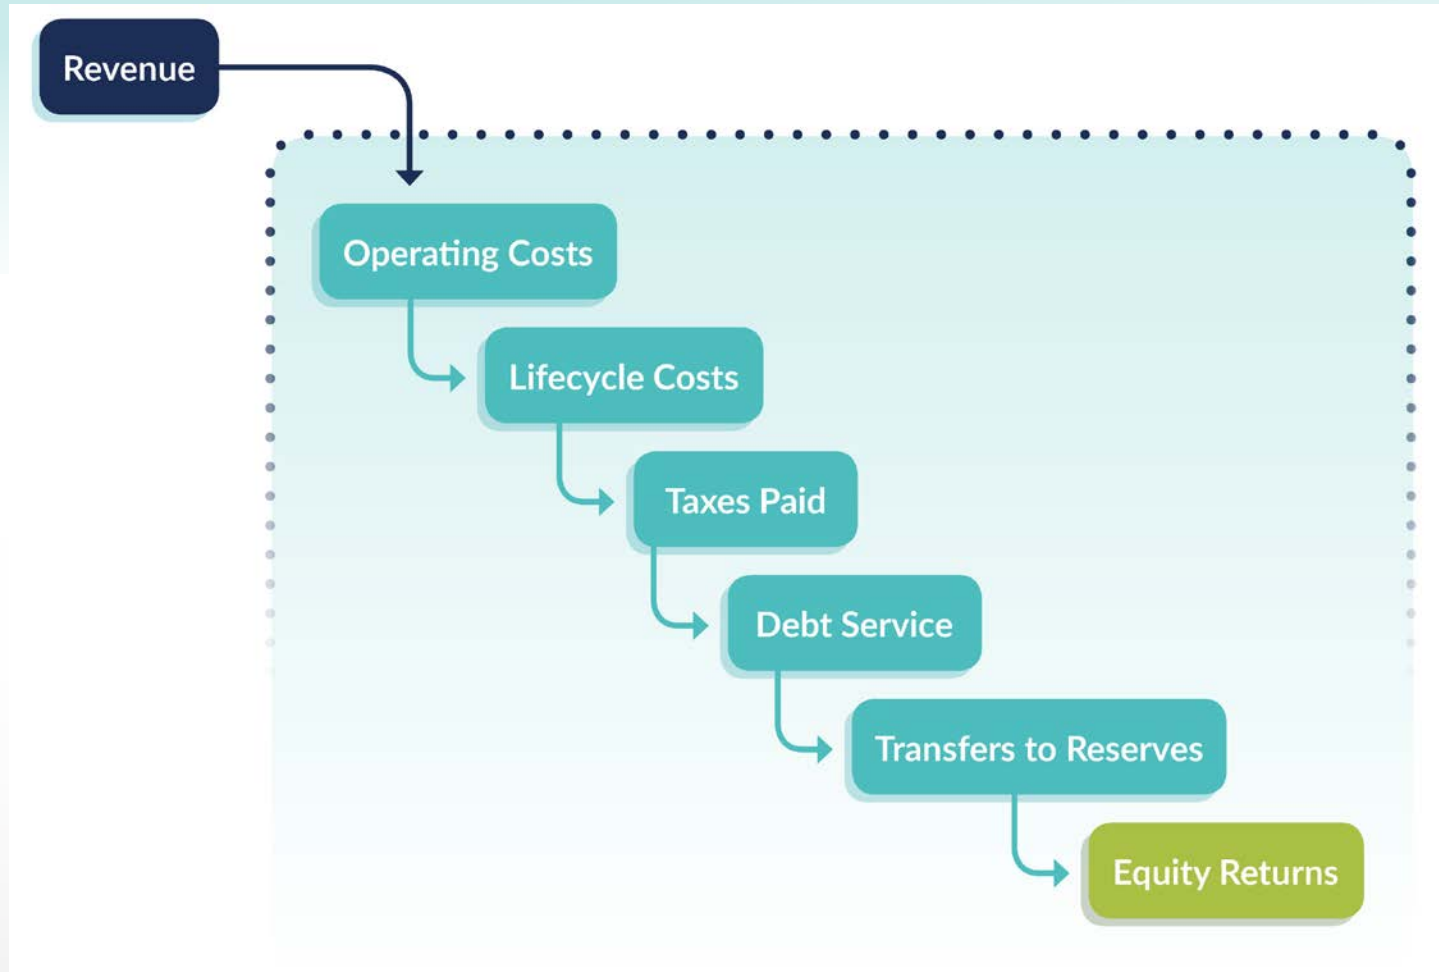 Revenue
Operating Costs
Lifecycle Costs
Taxes Paid
Debt Service
Transfers to Reserves
Equity Returns